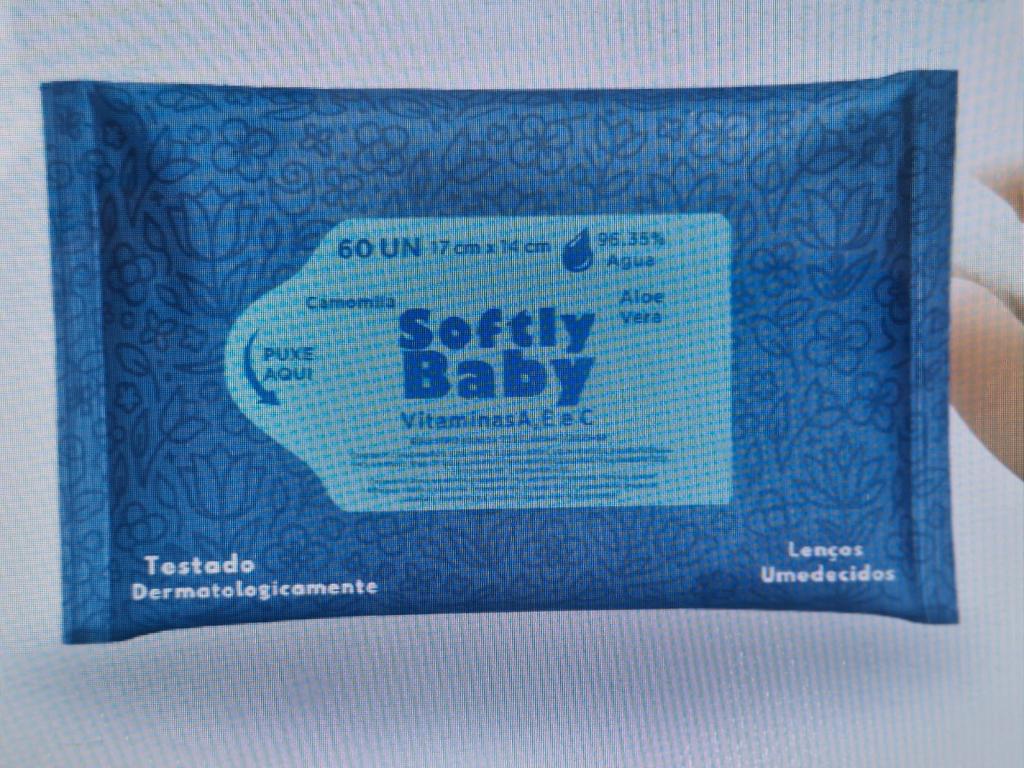 60 UN 17 cm x 14 cm 96.35%
Agua
Camomila
Aloe
Vera
Softly
Baby
PUXE
AQUI
Vitaminas A, E e C
Testado
Dermatologicamente
Lenços
Umedecidos